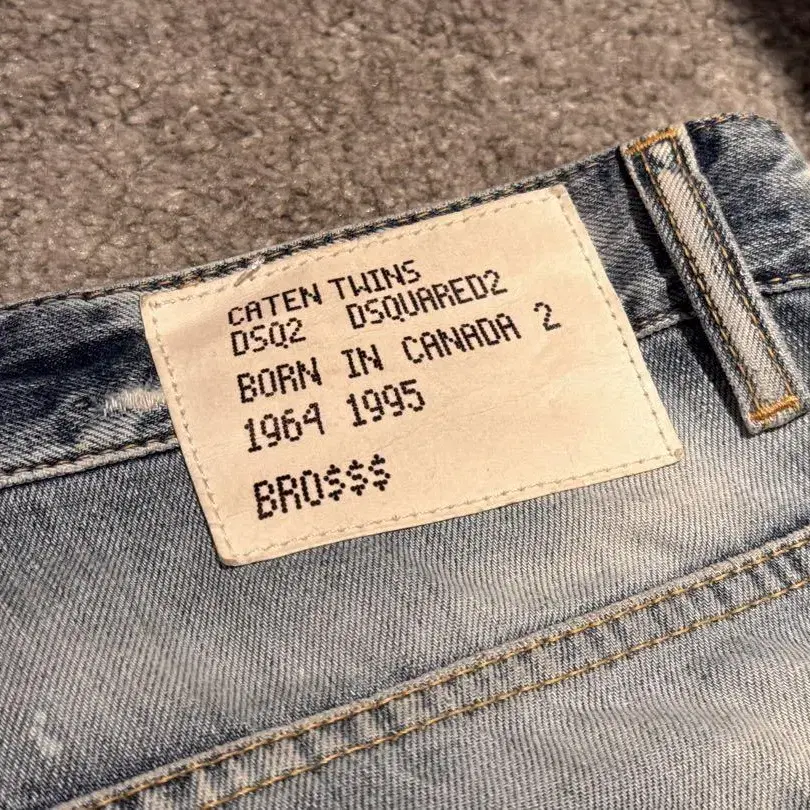 CATEN TWINS
DSQ2 DSQUARED2
BORN IN CANADA 2
1964 1995
BRO$$$